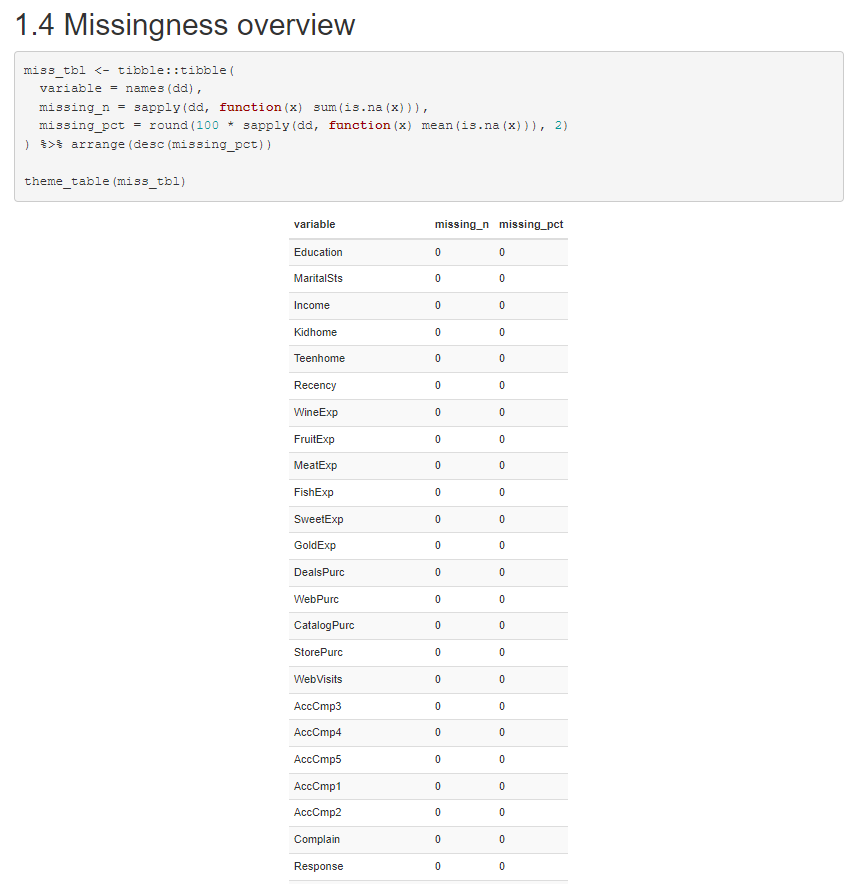 1.4 Missingness overview
miss_tbl <- tibble::tibble(
  variable = names(dd),
  missing_n = sapply(dd, function(x) sum(is.na(x))),
  missing_pct = round(100 * sapply(dd, function(x) mean(is.na(x))), 2)
) %>% arrange(desc(missing_pct))
theme_table(miss_tbl)
variable missing_n missing_pct
Education 0 0
MaritalSts 0 0
Income 0 0
Kidhome 0 0
Teenhome 0 0
Recency 0 0
WineExp 0 0
FruitExp 0 0
MeatExp 0 0
FishExp 0 0
SweetExp 0 0
GoldExp 0 0
DealsPurc 0 0
WebPurc 0 0
CatalogPurc 0 0
StorePurc 0 0
WebVisits 0 0
AccCmp3 0 0
AccCmp4 0 0
AccCmp5 0 0
AccCmp1 0 0
AccCmp2 0 0
Complain 0 0
Response 0 0